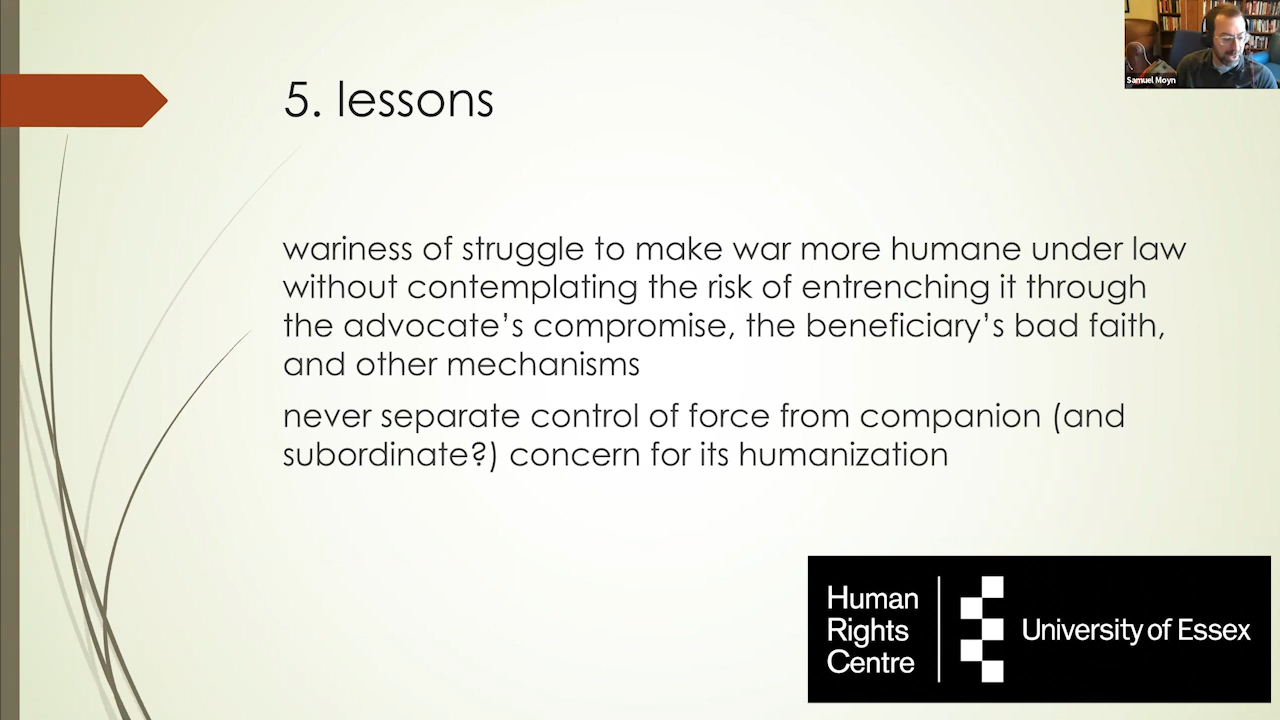 Samuel Moyn
5. lessons
wariness of struggle to make war more humane under law
without contemplating the risk of entrenching it through
the advocate’s compromise, the beneficiary’s bad faith,
and other mechanisms
never separate control of force from companion (and
subordinate?) concern for its humanization
Human
Rights
Centre
University of Essex